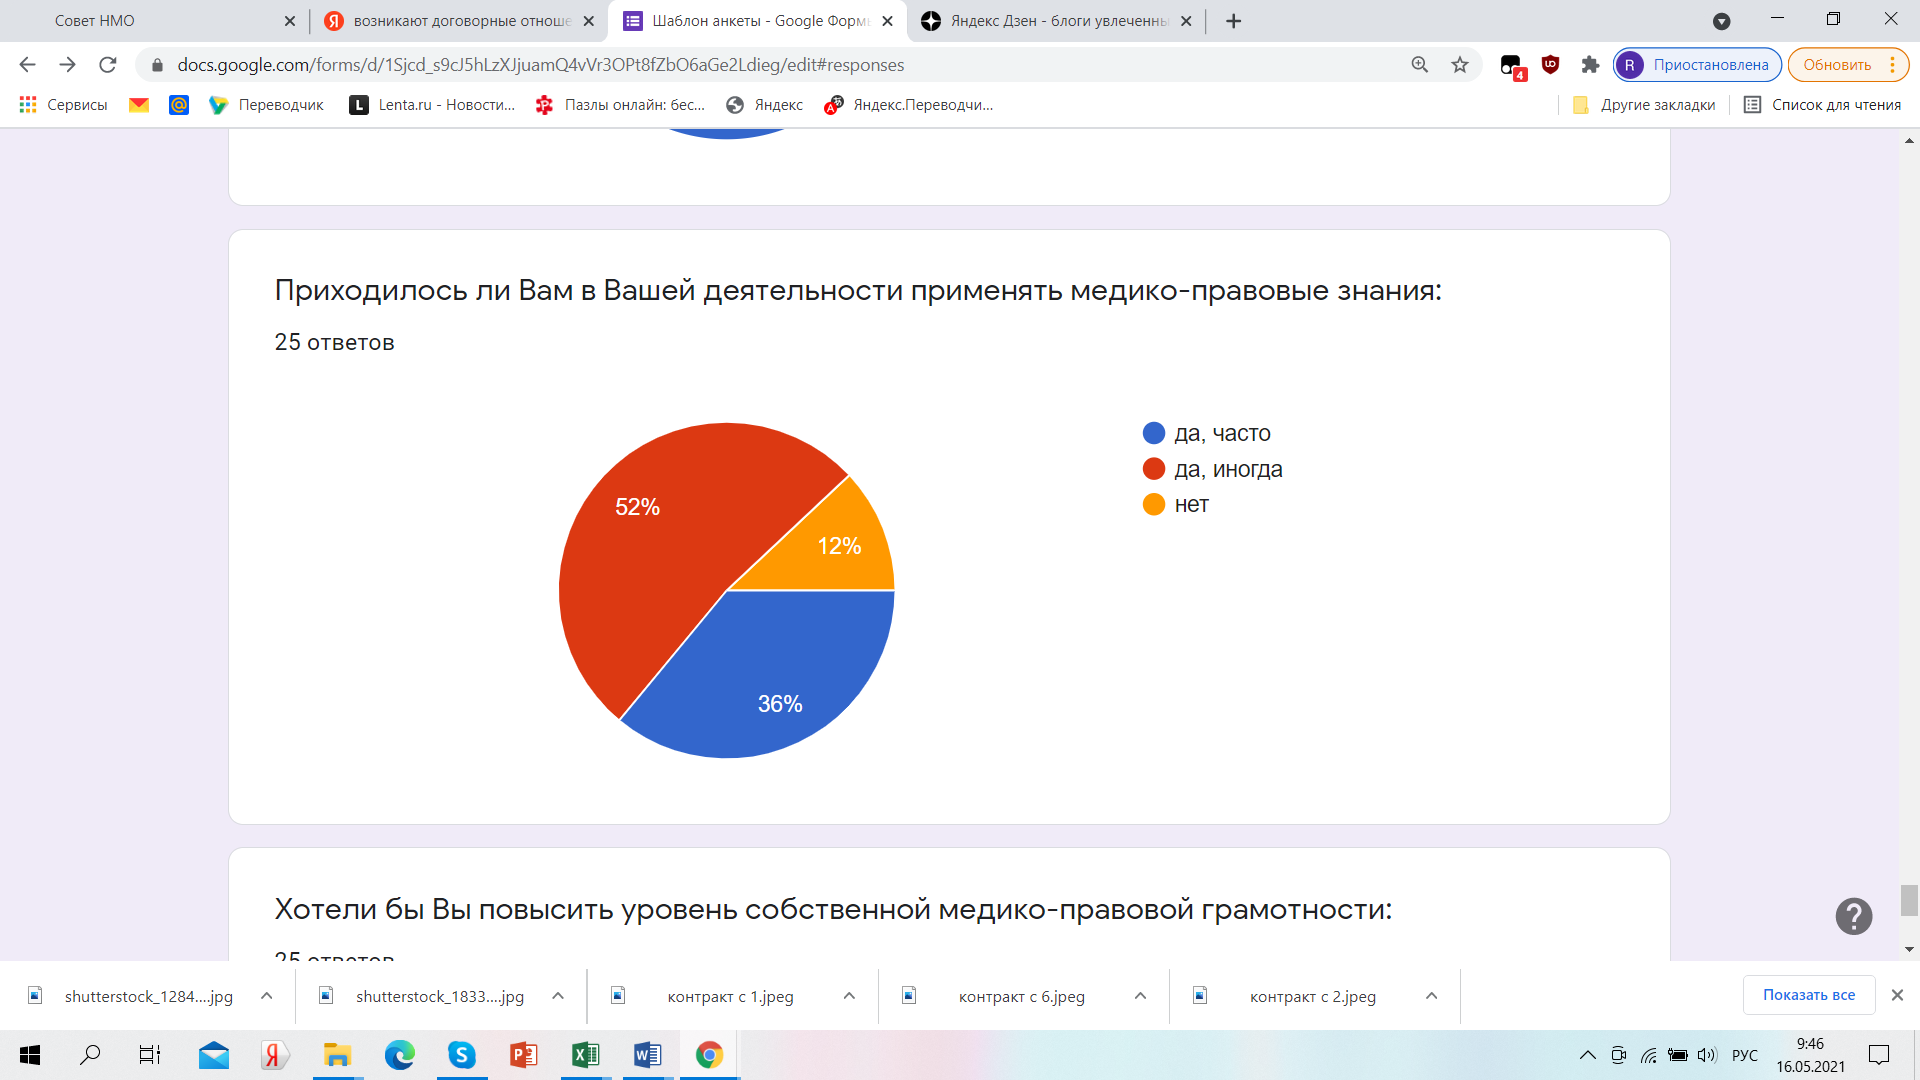 Совет НМО
возникают договорные отноше
Шаблон анкеты - Google Форм
Яндекс Дзен - блоги увлеченны
docs.google.com/forms/d/1Sjcd_s9cJ5hLzXJjuamQ4vVr3OPt8fZbO6aGe2Ldieg/edit#responses
4
R Приостановлена
Обновить
Сервисы
Переводчик
Lenta.ru - Новости...
Пазлы онлайн: бес...
Яндекс
Яндекс.Переводчи...
Другие закладки
Список для чтения
Приходилось ли Вам в Вашей деятельности применять медико-правовые знания:
25 ответов
да, часто
да, иногда
нет
52%
12%
36%
Хотели бы Вы повысить уровень собственной медико-правовой грамотности:
25 ответов
shutterstock_1284....jpg
shutterstock_1833....jpg
контракт с 1.jpeg
контракт с 6.jpeg
контракт с 2.jpeg
Показать все
РУС
9:46
16.05.2021